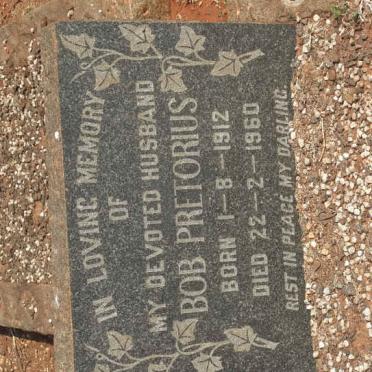 IN LOVING MEMORY
OF
MY DEVOTED HUSBAND
BOB PRETORIUS
BORN 1-8-1912
DIED 22-2-1960
REST IN PEACE MY DARLING.